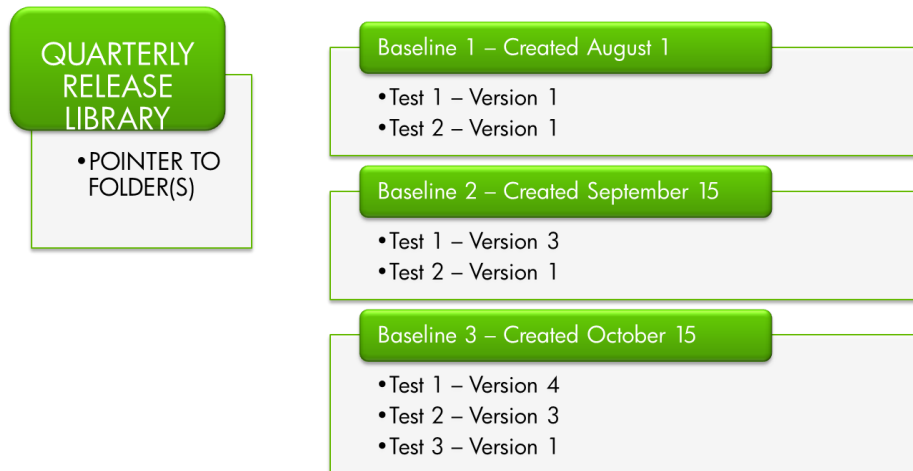 QUARTERLY
RELEASE
LIBRARY
•POINTER TO
FOLDER(S)
Baseline 1 – Created August 1
•Test 1 – Version 1
•Test 2 – Version 1
Baseline 2 – Created September 15
•Test 1 – Version 3
•Test 2 – Version 1
Baseline 3 – Created October 15
•Test 1 – Version 4
•Test 2 – Version 3
•Test 3 – Version 1